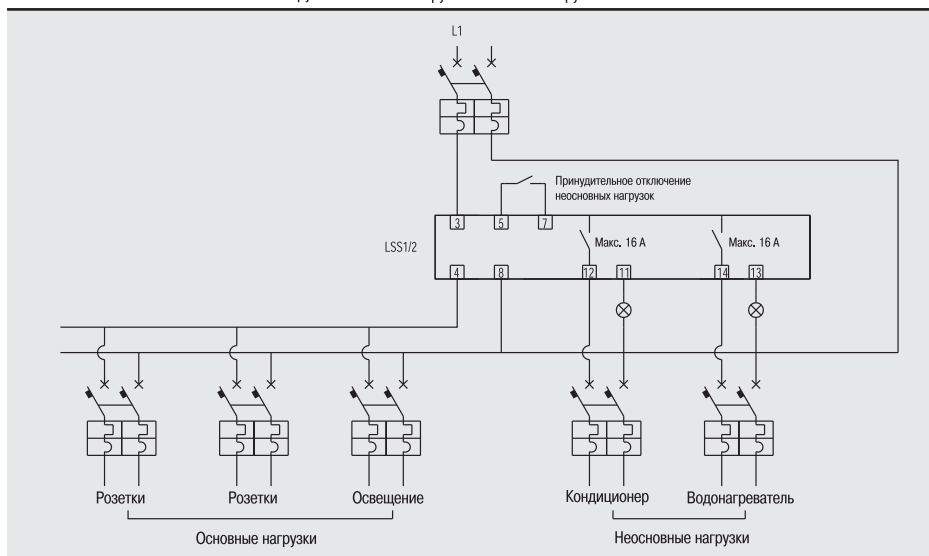 L1
Принудительное отключение
неосновных нагрузок
3
5
7
LSS1/2
Макс. 16 А
Макс. 16 А
4
8
12
11
14
13
Розетки
Розетки
Освещение
Кондиционер
Водонагреватель
Основные нагрузки
Неосновные нагрузки